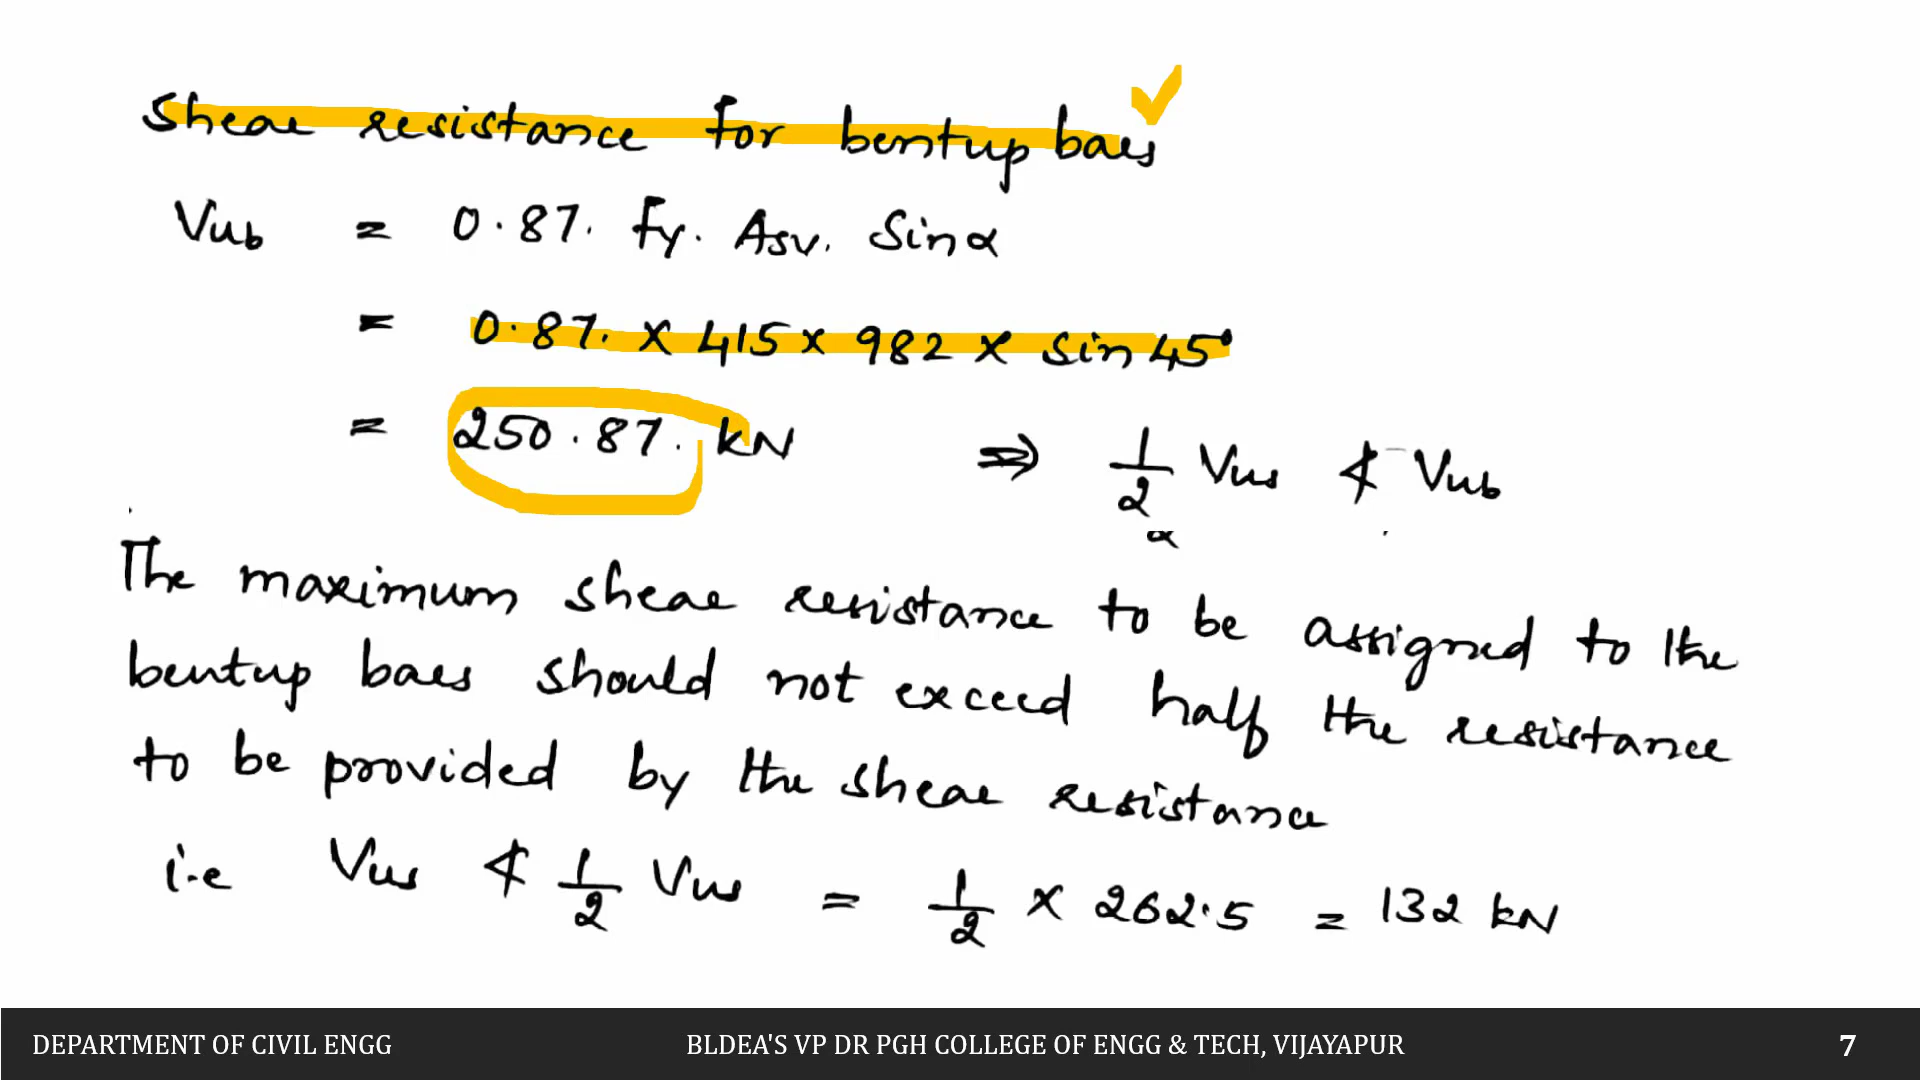 Shear resistance for bentup bars
Vub = 0.87. Fy. Asv. Sinα
= 0.87. x 415 x 982 x sin 45°
= 250.87. kN ⇒ 1/2 Vus ≮ Vub
The maximum shear resistance to be assigned to the
bentup bars should not exceed half the resistance
to be provided by the shear resistance
i.e Vus ≮ 1/2 Vus = 1/2 x 262.5 = 132 kN
DEPARTMENT OF CIVIL ENGG BLDEA'S VP DR PGH COLLEGE OF ENGG & TECH, VIJAYAPUR 7